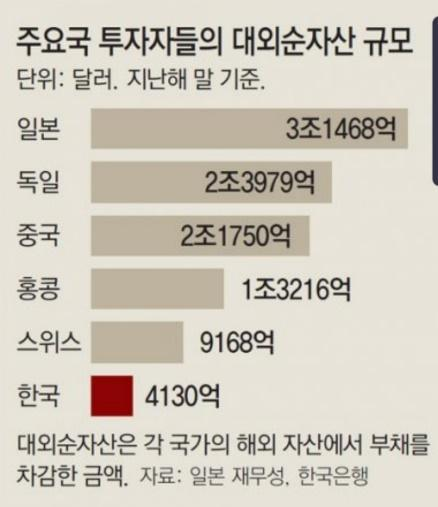 주요국 투자자들의 대외순자산 규모
단위: 달러. 지난해 말 기준.
일본 3조1468억
독일 2조3979억
중국 2조1750억
홍콩 1조3216억
스위스 9168억
한국 4130억
대외순자산은 각 국가의 해외 자산에서 부채를
차감한 금액. 자료: 일본 재무성, 한국은행